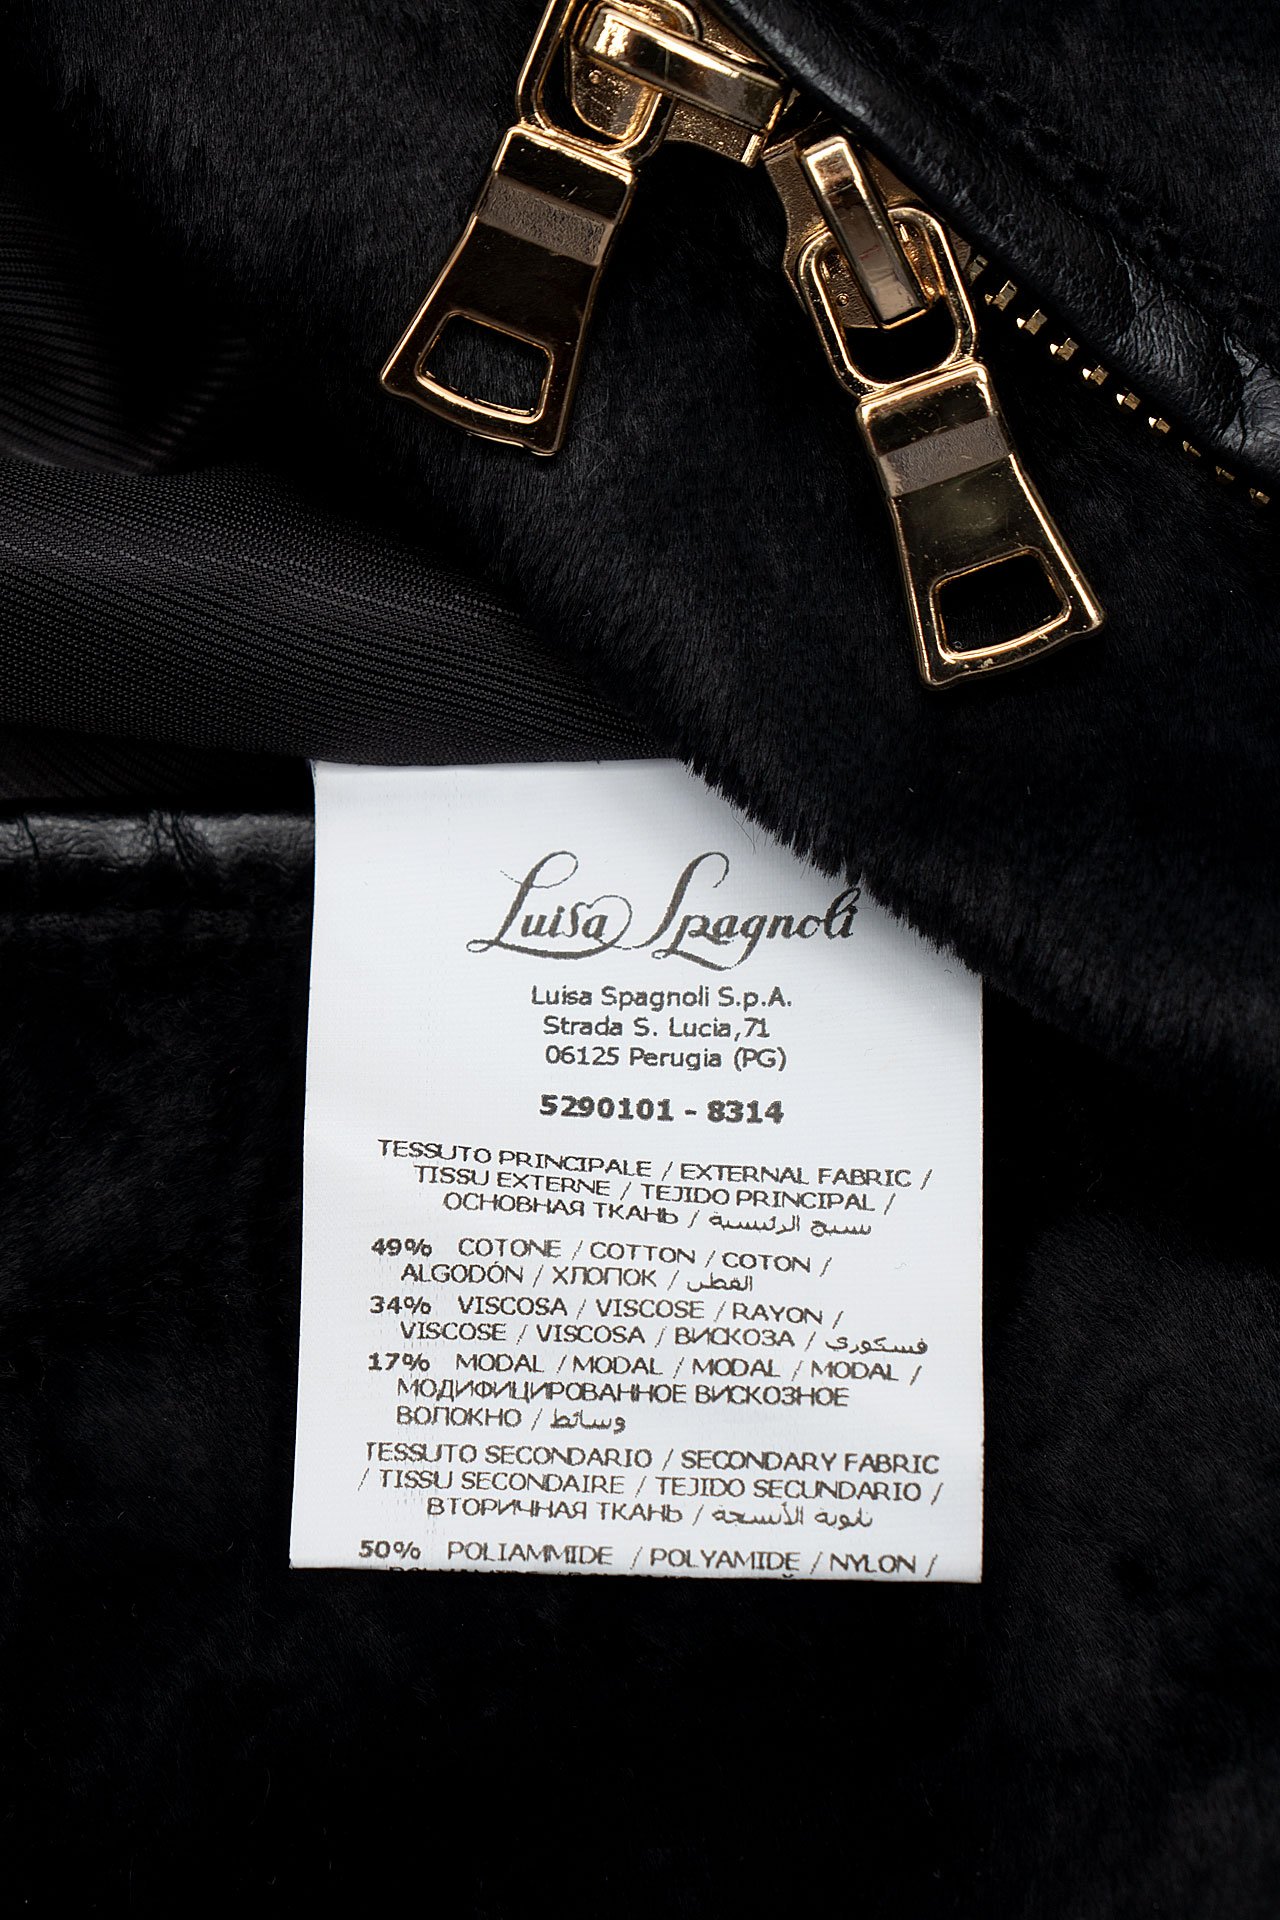 Luisa Spagnoli
Luisa Spagnoli S.p.A.
Strada S. Lucia,71
06125 Perugia (PG)
5290101 - 8314
TESSUTO PRINCIPALE / EXTERNAL FABRIC /
TISSU EXTERNE / TEJIDO PRINCIPAL /
ОСНОВНАЯ ТКАНЬ / نسيج الرئيسية
49% COTONE / COTTON / COTON /
ALGODÓN / ХЛОПОК / القطن
34% VISCOSA / VISCOSE / RAYON /
VISCOSE / VISCOSA / ВИСКОЗА / فسكوري
17% MODAL / MODAL / MODAL / MODAL /
МОДИФИЦИРОВАННОЕ ВИСКОЗНОЕ
ВОЛОКНО / وسائط
TESSUTO SECONDARIO / SECONDARY FABRIC
/ TISSU SECONDAIRE / TEJIDO SECUNDARIO /
ВТОРИЧНАЯ ТКАНЬ / ثانوية الأنسجة
50% POLIAMMIDE / POLYAMIDE / NYLON /